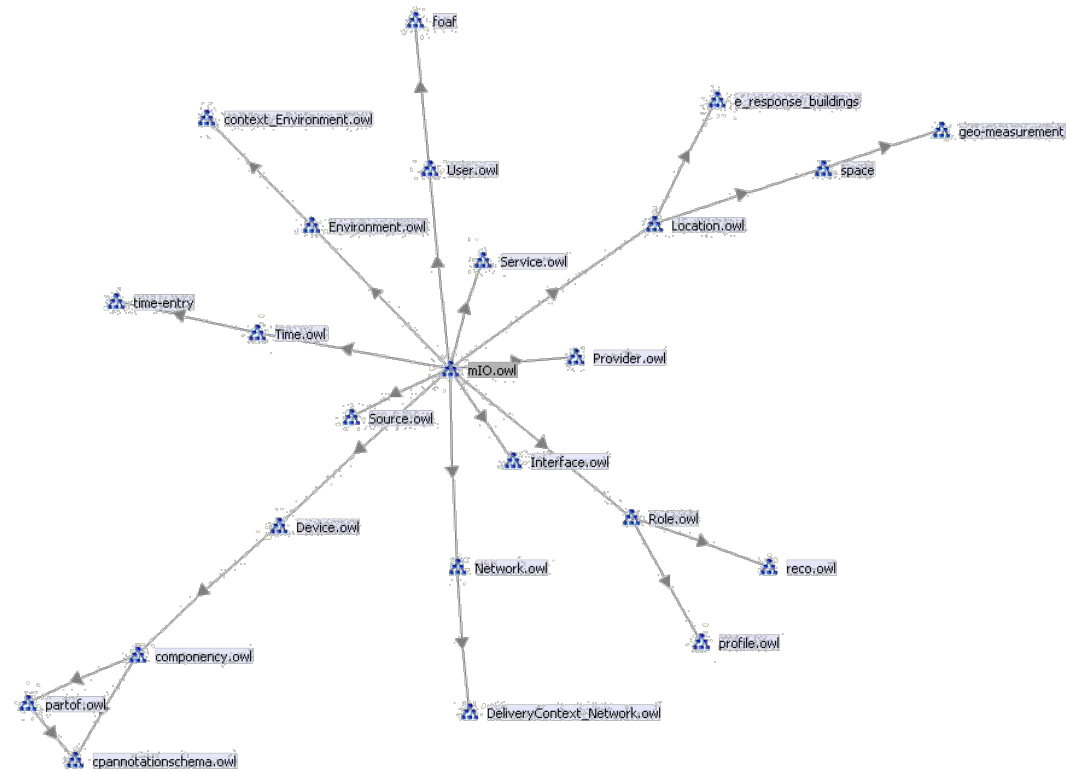 foaf
e_response_buildings
context_Environment.owl
geo-measurement
User.owl
space
Environment.owl
Location.owl
Service.owl
time-entry
Time.owl
Provider.owl
mIO.owl
Source.owl
Interface.owl
Role.owl
Device.owl
Network.owl
reco.owl
profile.owl
componency.owl
partof.owl
DeliveryContext_Network.owl
cpannotationschema.owl